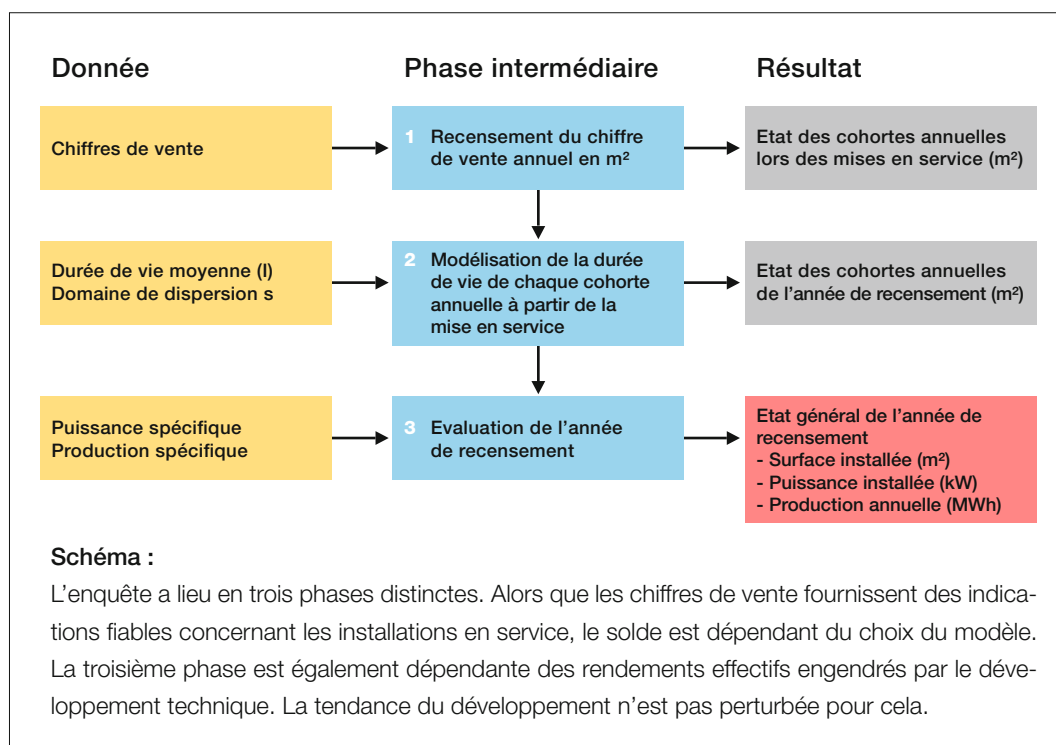 Donnée
Phase intermédiaire
Résultat
Chiffres de vente
1 Recensement du chiffre
de vente annuel en m²
Etat des cohortes annuelles
lors des mises en service (m²)
Durée de vie moyenne (l)
Domaine de dispersion s
2 Modélisation de la durée
de vie de chaque cohorte
annuelle à partir de la
mise en service
Etat des cohortes annuelles
de l'année de recensement (m²)
Puissance spécifique
Production spécifique
3 Evaluation de l'année
de recensement
Etat général de l'année de
recensement
- Surface installée (m²)
- Puissance installée (kW)
- Production annuelle (MWh)
Schéma :
L'enquête a lieu en trois phases distinctes. Alors que les chiffres de vente fournissent des indica-
tions fiables concernant les installations en service, le solde est dépendant du choix du modèle.
La troisième phase est également dépendante des rendements effectifs engendrés par le déve-
loppement technique. La tendance du développement n'est pas perturbée pour cela.